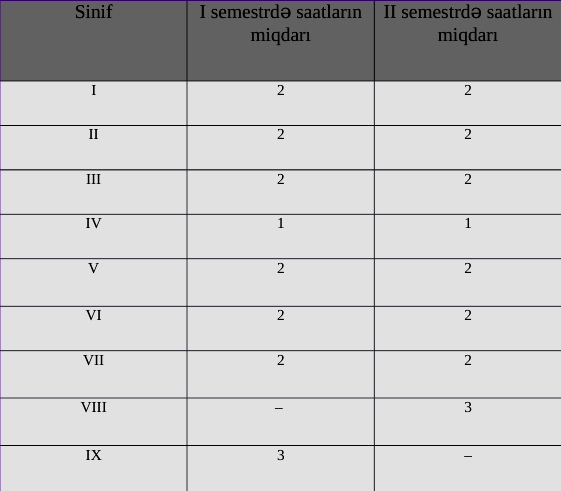 Sinif I semestrdə saatların miqdarı II semestrdə saatların miqdarı
I 2 2
II 2 2
III 2 2
IV 1 1
V 2 2
VI 2 2
VII 2 2
VIII – 3
IX 3 –